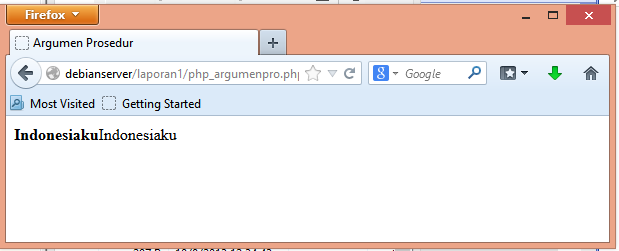 Firefox
Argumen Prosedur
debianserver/laporan1/php_argumenpro.php
Google
Most Visited
Getting Started
IndonesiakuIndonesiaku